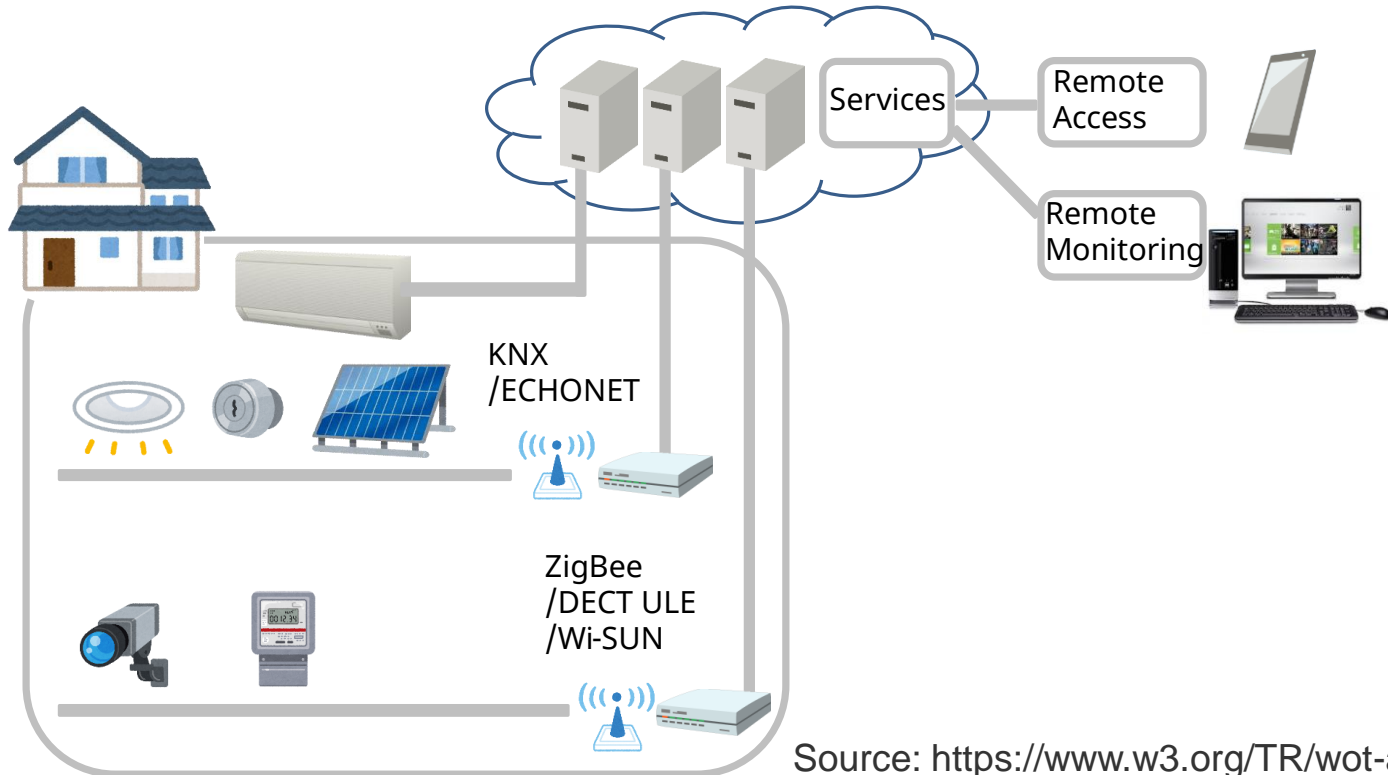 Services
Remote
Access
Remote
Monitoring
KNX
/ECHONET
ZigBee
/DECT ULE
/Wi-SUN
Source: https://www.w3.org/TR/wot-a